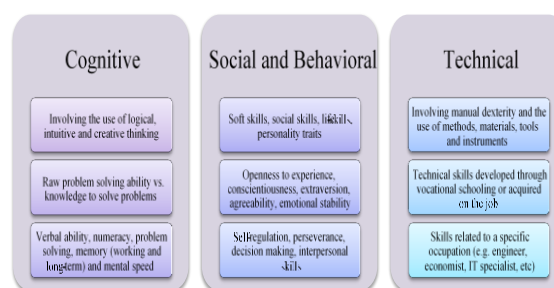 Cognitive
Involving the use of logical,
intuitive and creative thinking
Raw problem solving ability vs.
knowledge to solve problems
Verbal ability, numeracy, problem
solving, memory (working and
long-term) and mental speed
Social and Behavioral
Soft skills, social skills, life skills,
personality traits
Openness to experience,
conscientiousness, extraversion,
agreeability, emotional stability
Self-regulation, perseverance,
decision making, interpersonal
skills
Technical
Involving manual dexterity and the
use of methods, materials, tools
and instruments
Technical skills developed through
vocational schooling or acquired
on the job
Skills related to a specific
occupation (e.g. engineer,
economist, IT specialist, etc)